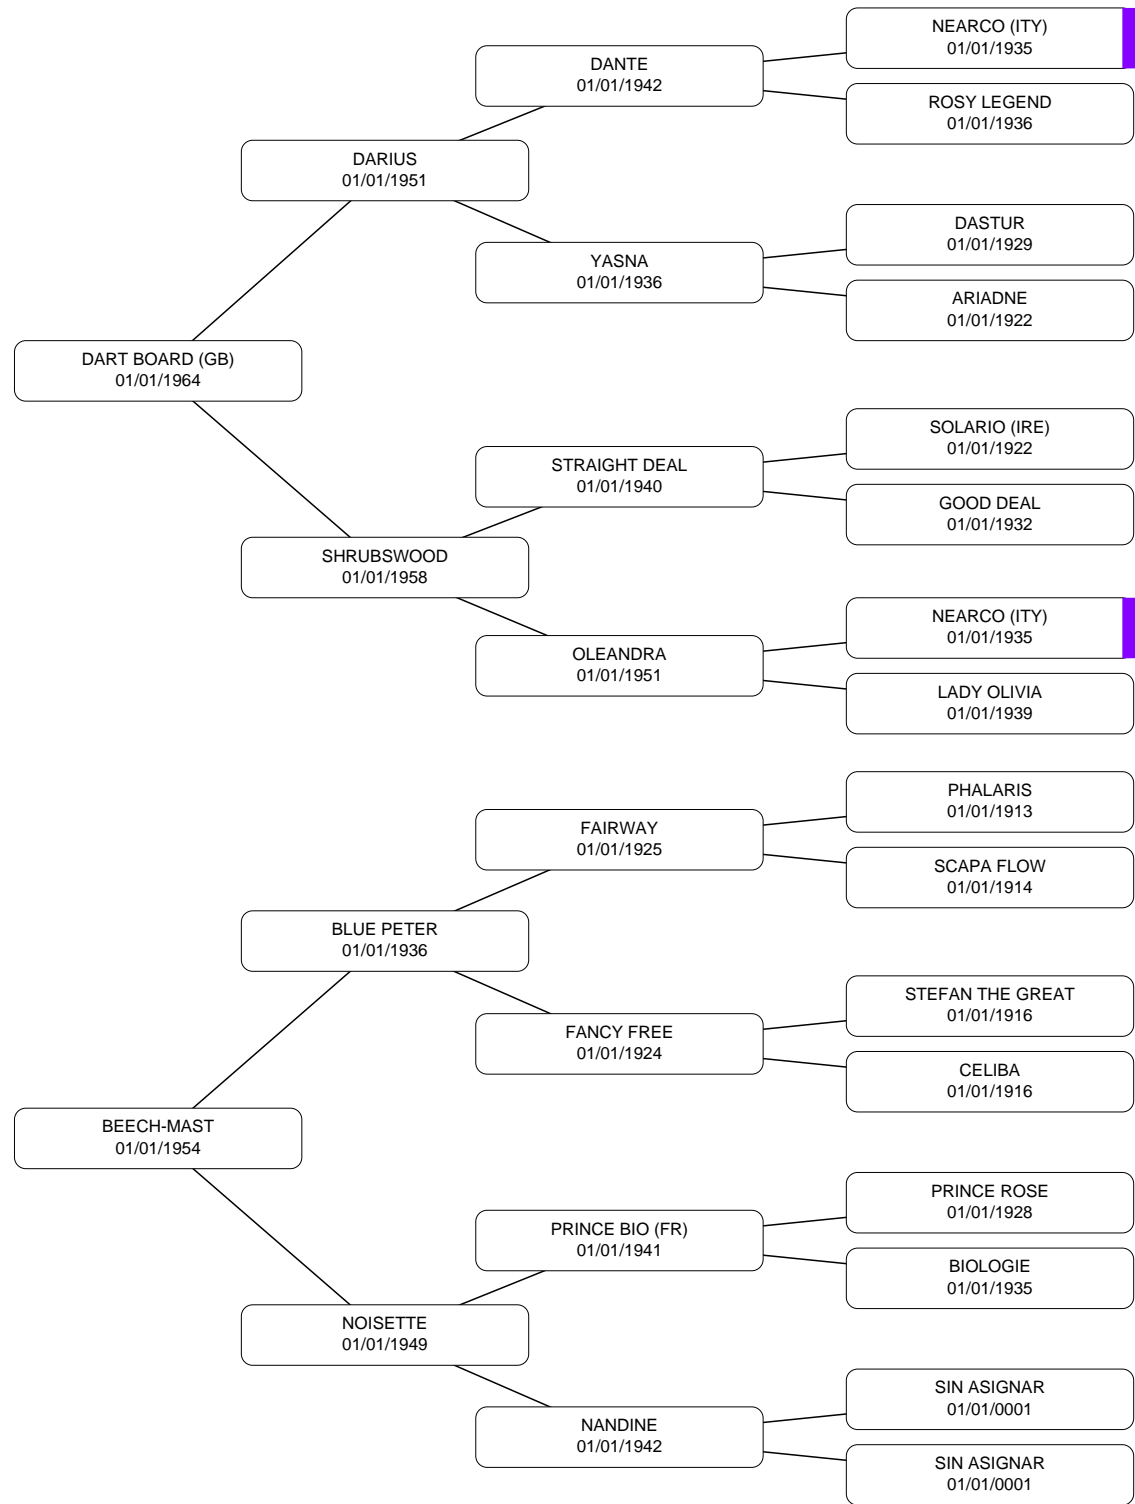 NEARCO (ITY)
01/01/1935
DANTE
01/01/1942
ROSY LEGEND
01/01/1936
DARIUS
01/01/1951
DASTUR
01/01/1929
YASNA
01/01/1936
ARIADNE
01/01/1922
DART BOARD (GB)
01/01/1964
SOLARIO (IRE)
01/01/1922
STRAIGHT DEAL
01/01/1940
GOOD DEAL
01/01/1932
SHRUBSWOOD
01/01/1958
NEARCO (ITY)
01/01/1935
OLEANDRA
01/01/1951
LADY OLIVIA
01/01/1939
PHALARIS
01/01/1913
FAIRWAY
01/01/1925
SCAPA FLOW
01/01/1914
BLUE PETER
01/01/1936
STEFAN THE GREAT
01/01/1916
FANCY FREE
01/01/1924
CELIBA
01/01/1916
BEECH-MAST
01/01/1954
PRINCE ROSE
01/01/1928
PRINCE BIO (FR)
01/01/1941
BIOLOGIE
01/01/1935
NOISETTE
01/01/1949
SIN ASIGNAR
01/01/0001
NANDINE
01/01/1942
SIN ASIGNAR
01/01/0001